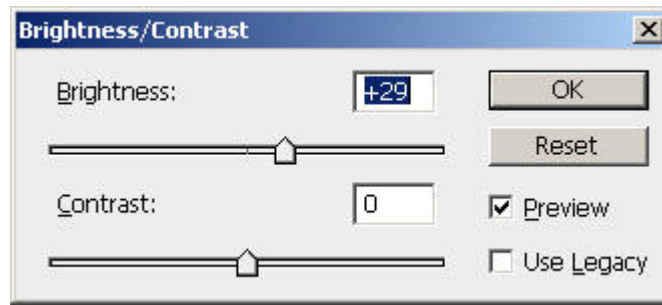 Brightness/Contrast
Brightness: +29 OK
Reset
Contrast: 0 Preview
Use Legacy